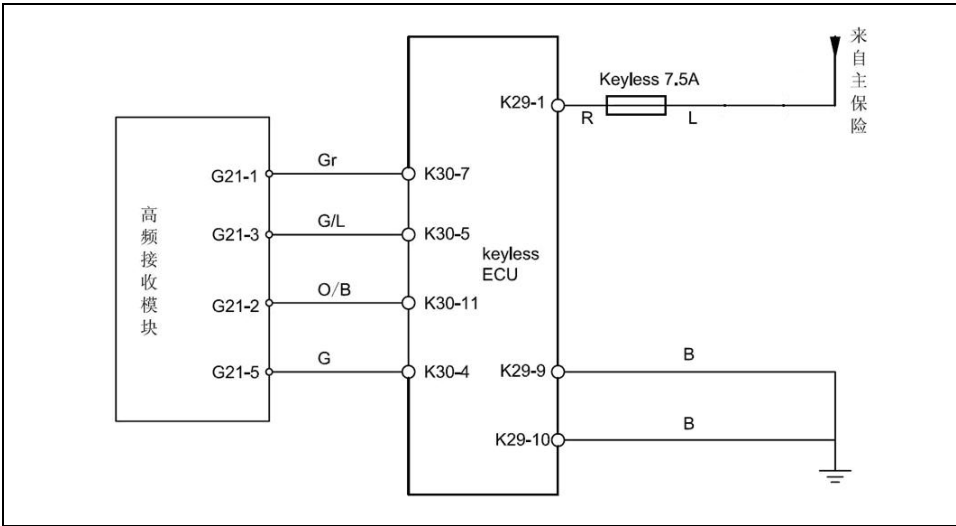 来自主保险
Keyless 7.5A
K29-1
R
L
Gr
G21-1
K30-7
高频接收模块
G/L
G21-3
K30-5
keyless
ECU
O/B
G21-2
K30-11
G
G21-5
K30-4
K29-9
B
K29-10
B